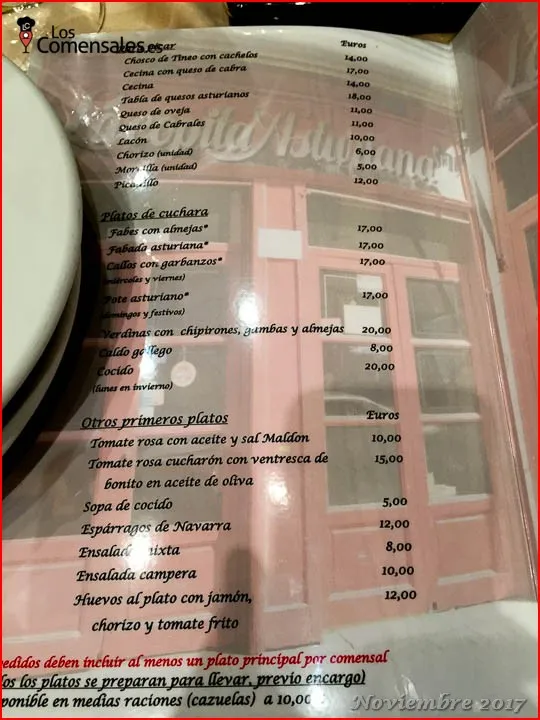 Los
Comensales.es
picar Euros
Chosco de Tineo con cachelos 14,00
Cecina con queso de cabra 17,00
Cecina 14,00
Tabla de quesos asturianos 18,00
Queso de oveja 11,00
Queso de Cabrales 11,00
Lacón 10,00
Chorizo (unidad) 6,00
Morcilla (unidad) 5,00
Picadillo 12,00
Platos de cuchara
Fabes con almejas* 17,00
Fabada asturiana* 17,00
Callos con garbanzos* 17,00
(miércoles y viernes)
Pote asturiano* 17,00
(domingos y festivos)
Verdinas con chipirones, gambas y almejas 20,00
Caldo gallego 8,00
Cocido 20,00
(lunes en invierno)
Otros primeros platos Euros
Tomate rosa con aceite y sal Maldon 10,00
Tomate rosa cucharón con ventresca de 15,00
bonito en aceite de oliva
Sopa de cocido 5,00
Espárragos de Navarra 12,00
Ensalada mixta 8,00
Ensalada campera 10,00
Huevos al plato con jamón, 12,00
chorizo y tomate frito
pedidos deben incluir al menos un plato principal por comensal
dos los platos se preparan para llevar, previo encargo)
sponible en medias raciones (cazuelas) a 10,00
Noviembre 2017